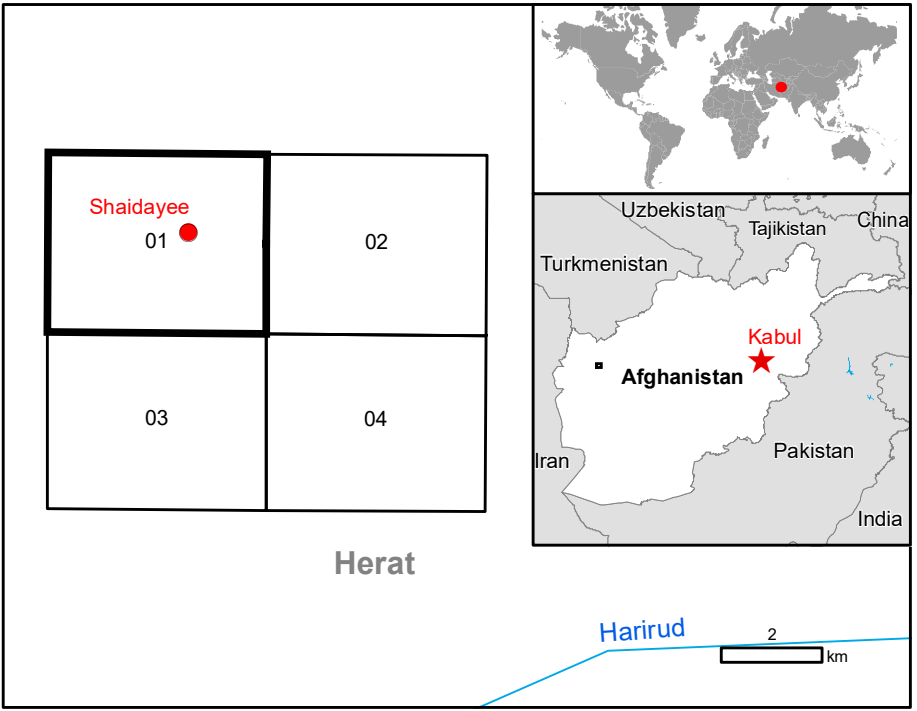 Shaidayee
01
02
03
04
Herat
Harirud
2
km
Uzbekistan
Tajikistan
China
Turkmenistan
Kabul
Afghanistan
Iran
Pakistan
India